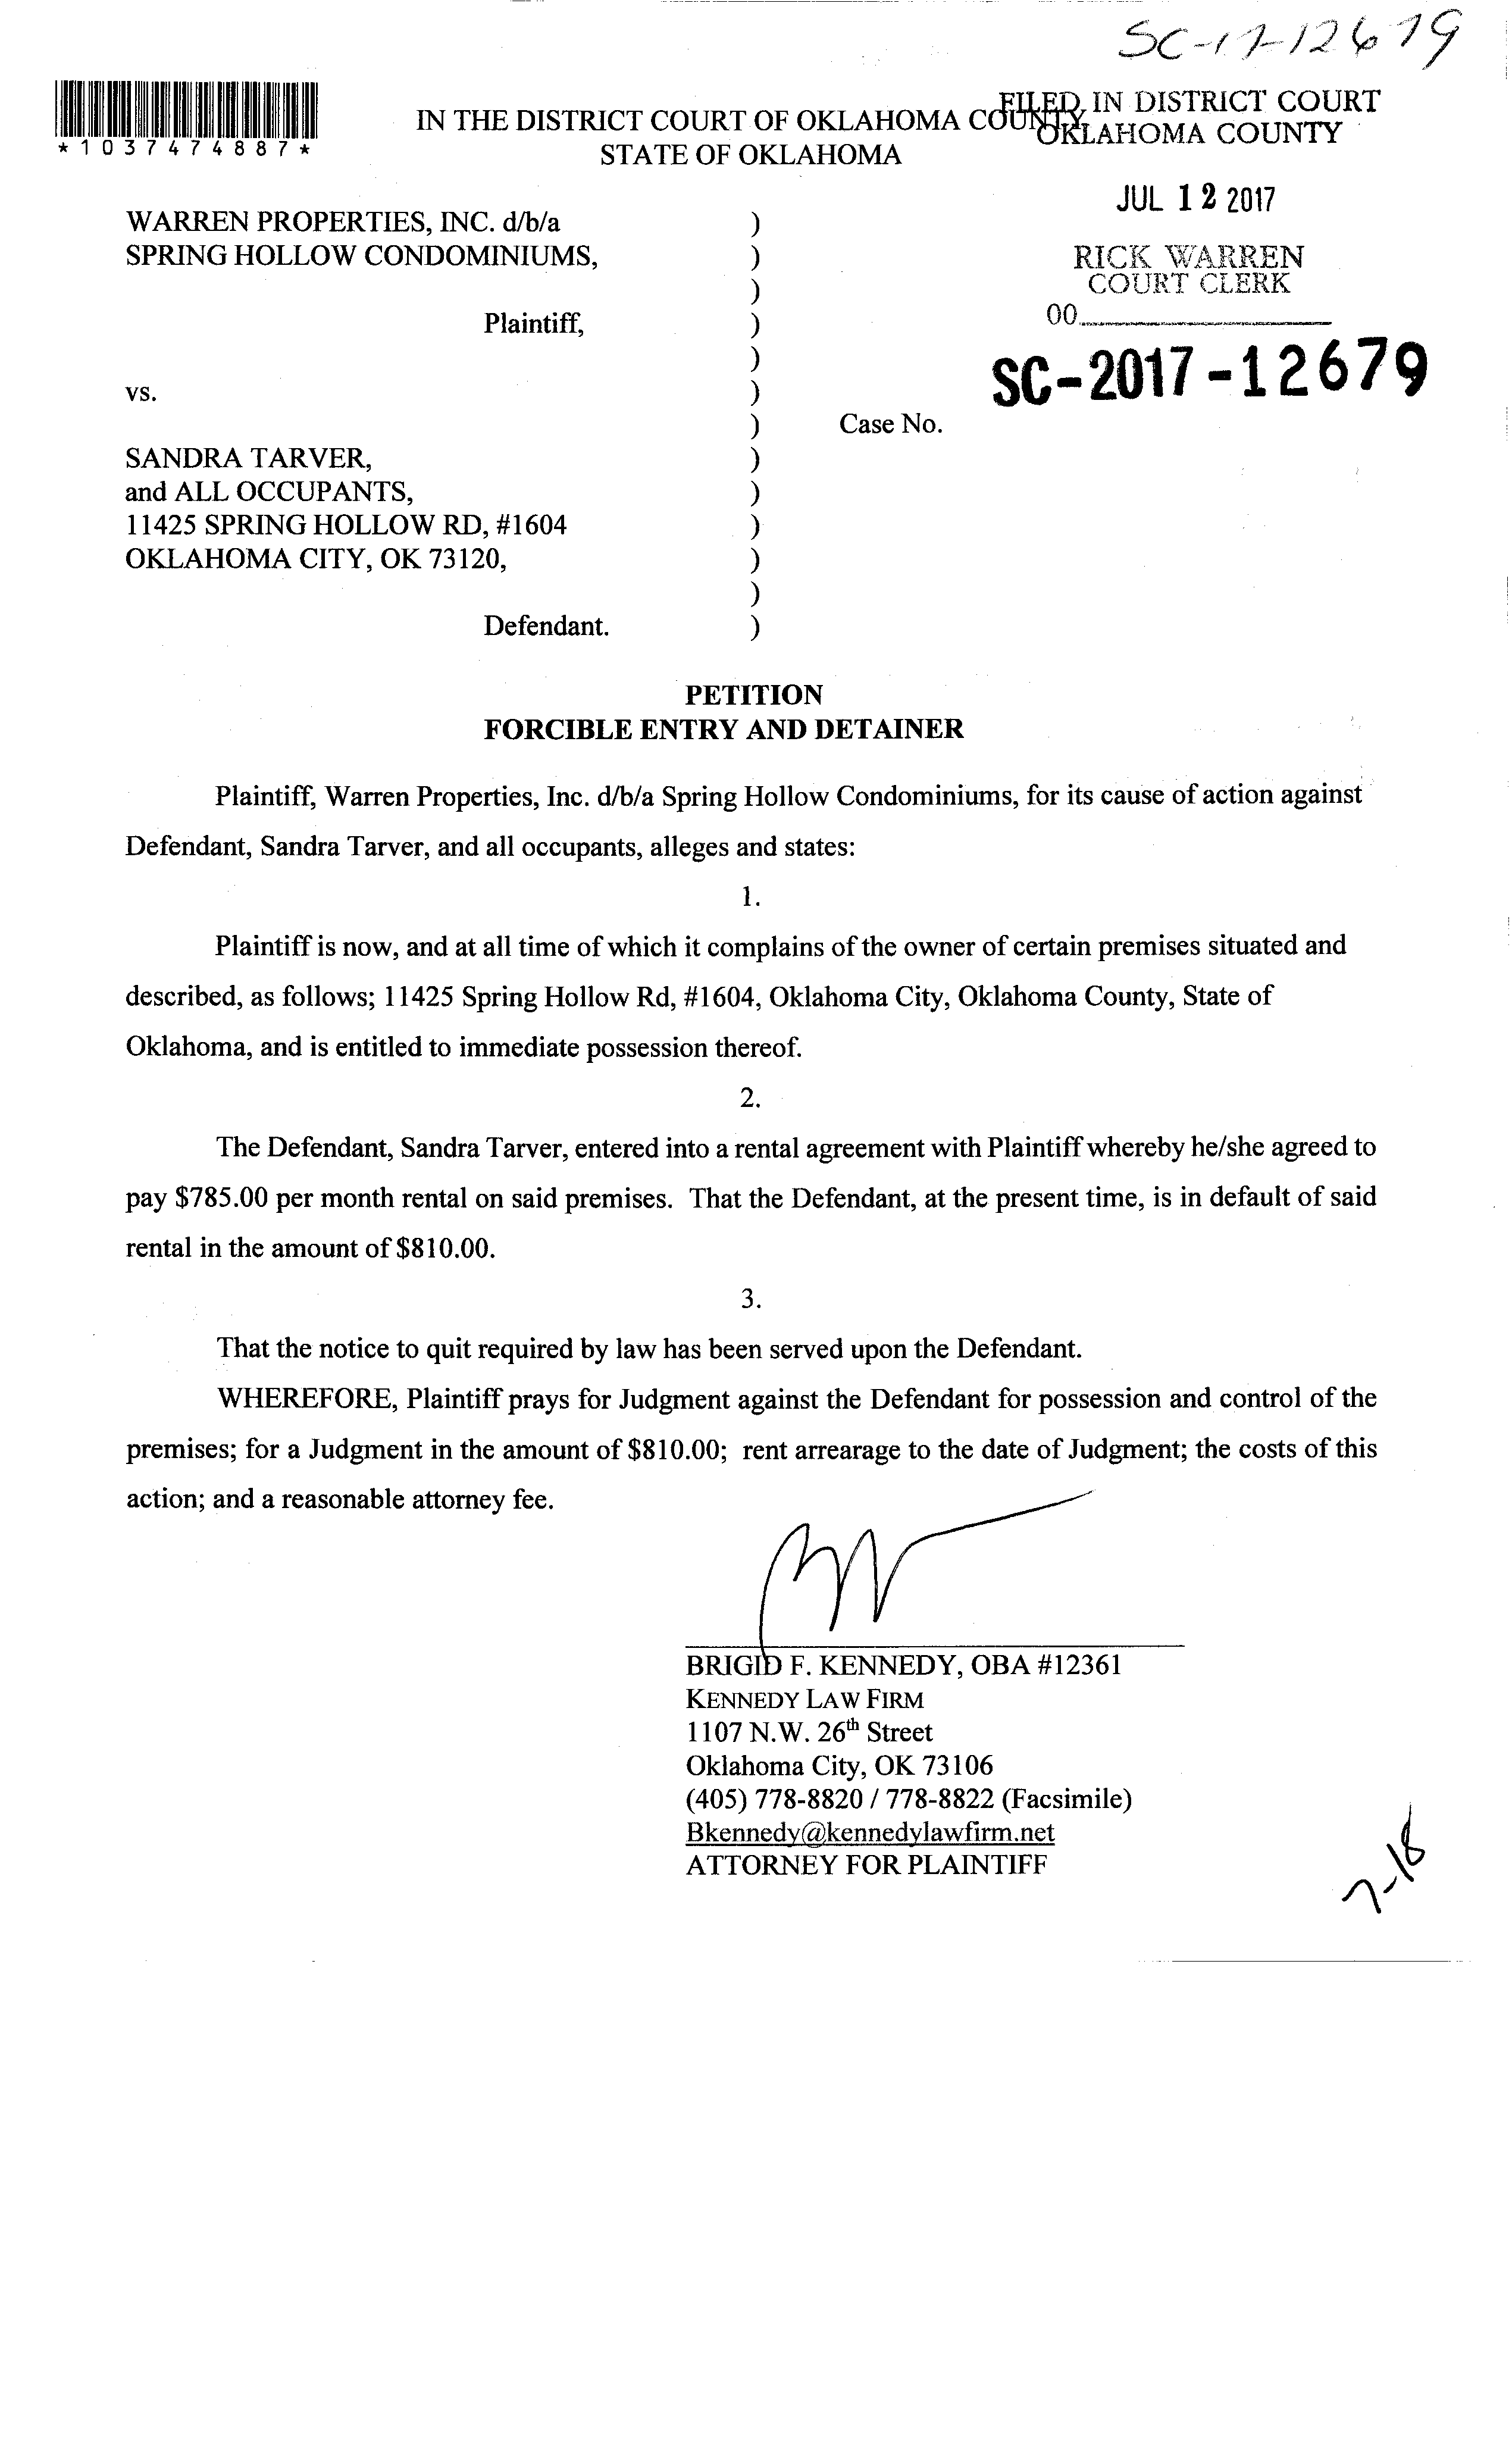 SC-17-12679
*1037474887*
IN THE DISTRICT COURT OF OKLAHOMA COUNTY
STATE OF OKLAHOMA
FILED IN DISTRICT COURT
OKLAHOMA COUNTY
JUL 12 2017
RICK WARREN
COURT CLERK
00
SC-2017-12679
WARREN PROPERTIES, INC. d/b/a )
SPRING HOLLOW CONDOMINIUMS, )
)
Plaintiff, )
)
vs. )
) Case No.
SANDRA TARVER, )
and ALL OCCUPANTS, )
11425 SPRING HOLLOW RD, #1604 )
OKLAHOMA CITY, OK 73120, )
)
Defendant. )
PETITION
FORCIBLE ENTRY AND DETAINER
Plaintiff, Warren Properties, Inc. d/b/a Spring Hollow Condominiums, for its cause of action against
Defendant, Sandra Tarver, and all occupants, alleges and states:
1.
Plaintiff is now, and at all time of which it complains of the owner of certain premises situated and
described, as follows; 11425 Spring Hollow Rd, #1604, Oklahoma City, Oklahoma County, State of
Oklahoma, and is entitled to immediate possession thereof.
2.
The Defendant, Sandra Tarver, entered into a rental agreement with Plaintiff whereby he/she agreed to
pay $785.00 per month rental on said premises.  That the Defendant, at the present time, is in default of said
rental in the amount of $810.00.
3.
That the notice to quit required by law has been served upon the Defendant.
WHEREFORE, Plaintiff prays for Judgment against the Defendant for possession and control of the
premises; for a Judgment in the amount of $810.00;  rent arrearage to the date of Judgment; the costs of this
action; and a reasonable attorney fee.
BRIGID F. KENNEDY, OBA #12361
KENNEDY LAW FIRM
1107 N.W. 26th Street
Oklahoma City, OK 73106
(405) 778-8820 / 778-8822 (Facsimile)
Bkennedy@kennedylawfirm.net
ATTORNEY FOR PLAINTIFF
7-18